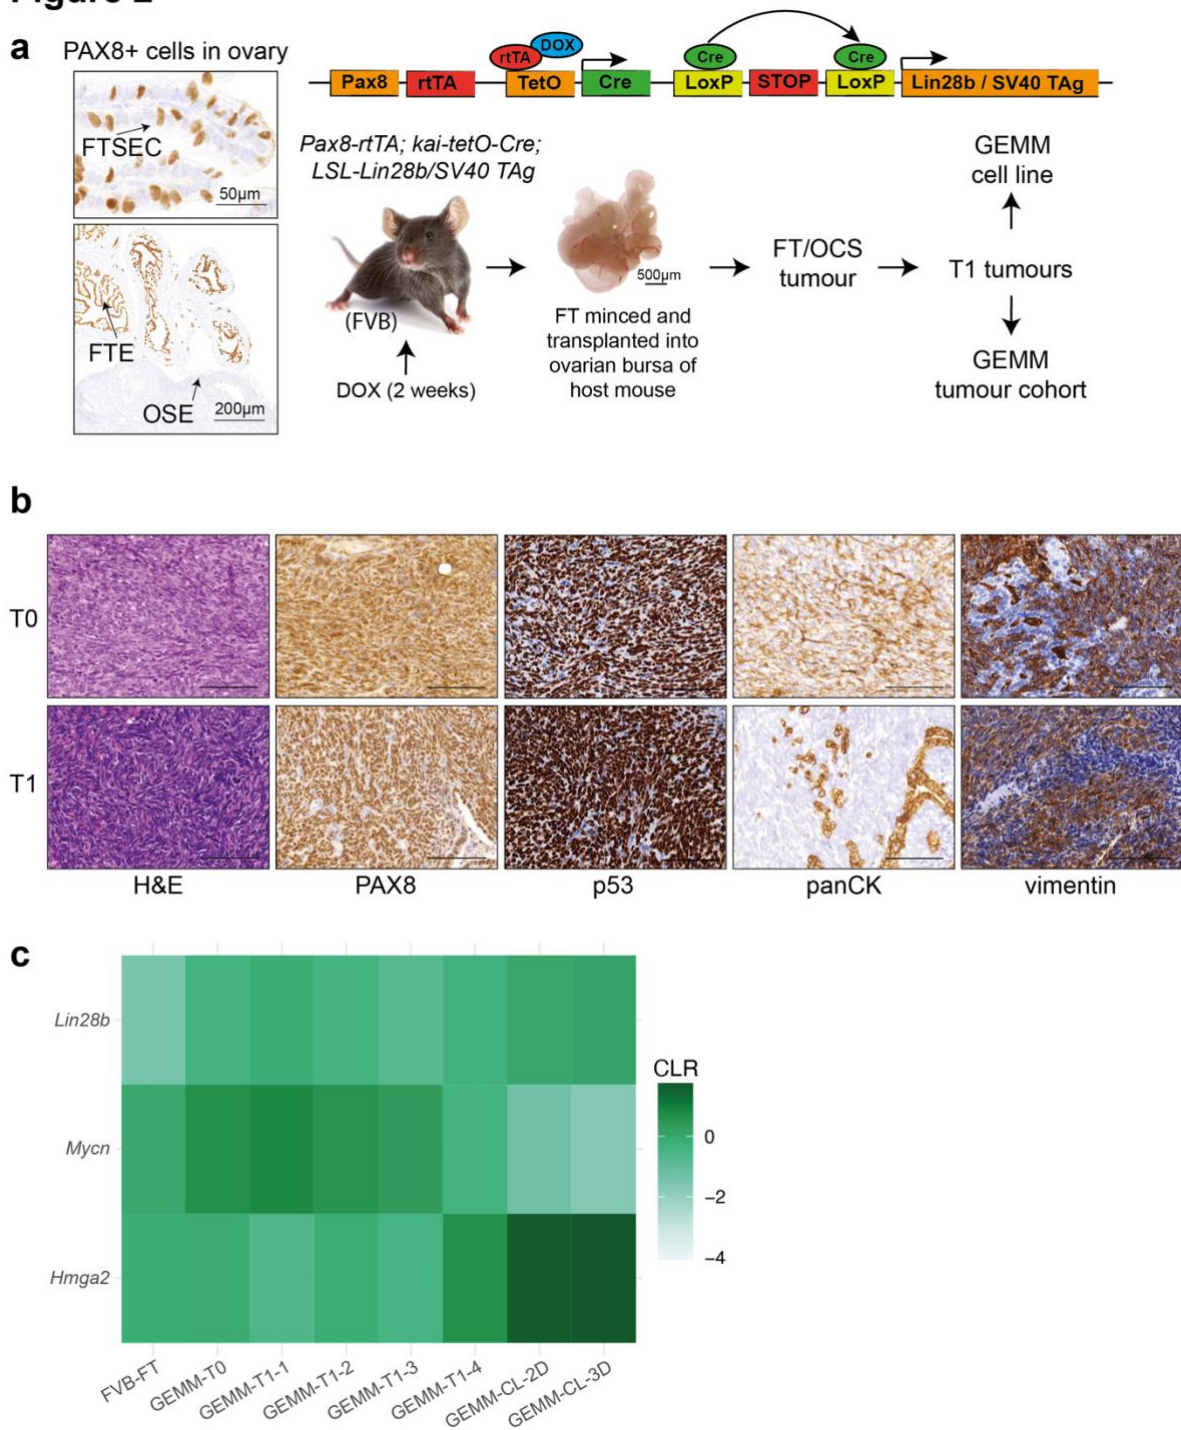 Figure 2
a
PAX8+ cells in ovary
FTSEC
50µm
FTE
OSE
200µm
rtTA
DOX
Cre
Cre
Pax8
rtTA
TetO
Cre
LoxP
STOP
LoxP
Lin28b / SV40 TAg
Pax8-rtTA; kai-tetO-Cre;
LSL-Lin28b/SV40 TAg
(FVB)
DOX (2 weeks)
500µm
FT minced and
transplanted into
ovarian bursa of
host mouse
FT/OCS
tumour
GEMM
cell line
T1 tumours
GEMM
tumour cohort
b
T0
T1
H&E
PAX8
p53
panCK
vimentin
c
Lin28b
Mycn
Hmga2
FVB-FT
GEMM-T0
GEMM-T1-1
GEMM-T1-2
GEMM-T1-3
GEMM-T1-4
GEMM-CL-2D
GEMM-CL-3D
CLR
0
−2
−4